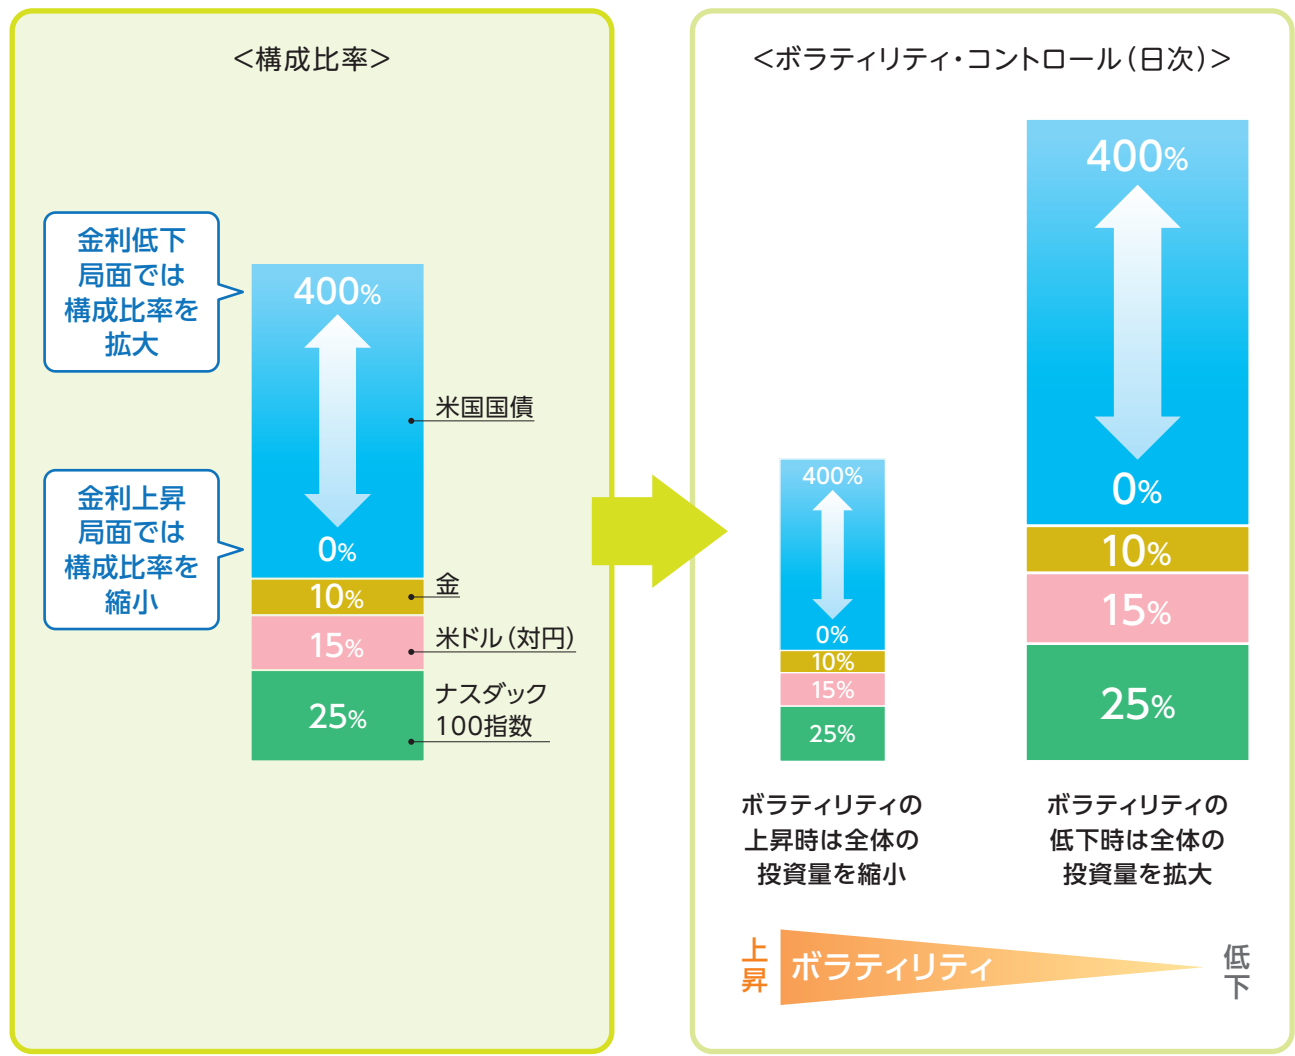 ＜構成比率＞
金利低下
局面では
構成比率を
拡大
金利上昇
局面では
構成比率を
縮小
400%
0%
10%
15%
25%
米国国債
金
米ドル（対円）
ナスダック
100指数
＜ボラティリティ・コントロール（日次）＞
400%
0%
10%
15%
25%
ボラティリティの
上昇時は全体の
投資量を縮小
400%
0%
10%
15%
25%
ボラティリティの
低下時は全体の
投資量を拡大
上昇
ボラティリティ
低下